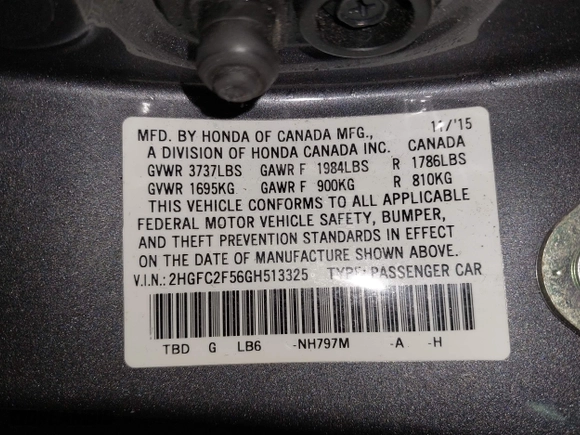 MFD. BY HONDA OF CANADA MFG., 11/'15
A DIVISION OF HONDA CANADA INC. CANADA
GVWR 3737LBS GAWR F 1984LBS R 1786LBS
GVWR 1695KG GAWR F 900KG R 810KG
THIS VEHICLE CONFORMS TO ALL APPLICABLE
FEDERAL MOTOR VEHICLE SAFETY, BUMPER,
AND THEFT PREVENTION STANDARDS IN EFFECT
ON THE DATE OF MANUFACTURE SHOWN ABOVE.
V.I.N.: 2HGFC2F56GH513325 TYPE: PASSENGER CAR
TBD G LB6 -NH797M -A -H